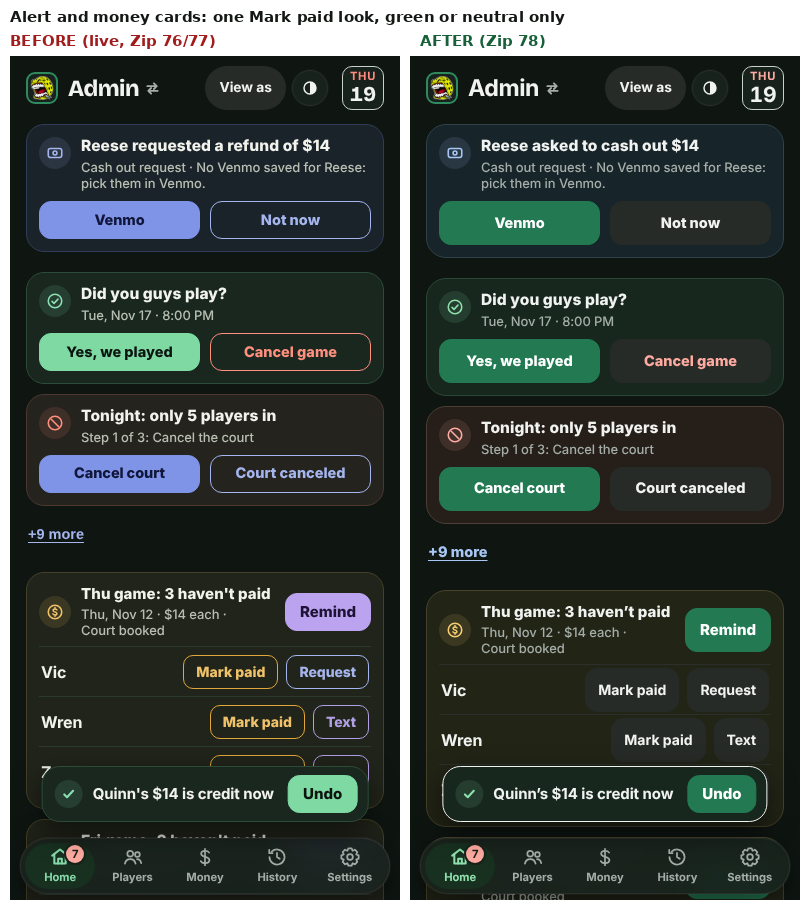 Alert and money cards: one Mark paid look, green or neutral only
BEFORE (live, Zip 76/77)
Admin
View as
THU
19
Reese requested a refund of $14
Cash out request · No Venmo saved for Reese:
pick them in Venmo.
Venmo
Not now
Did you guys play?
Tue, Nov 17 · 8:00 PM
Yes, we played
Cancel game
Tonight: only 5 players in
Step 1 of 3: Cancel the court
Cancel court
Court canceled
+9 more
Thu game: 3 haven't paid
Thu, Nov 12 · $14 each ·
Court booked
Remind
Vic
Mark paid
Request
Wren
Mark paid
Text
Quinn's $14 is credit now
Undo
7
Home
Players
Money
History
Settings
AFTER (Zip 78)
Admin
View as
THU
19
Reese asked to cash out $14
Cash out request · No Venmo saved for Reese:
pick them in Venmo.
Venmo
Not now
Did you guys play?
Tue, Nov 17 · 8:00 PM
Yes, we played
Cancel game
Tonight: only 5 players in
Step 1 of 3: Cancel the court
Cancel court
Court canceled
+9 more
Thu game: 3 haven’t paid
Thu, Nov 12 · $14 each ·
Court booked
Remind
Vic
Mark paid
Request
Wren
Mark paid
Text
Quinn’s $14 is credit now
Undo
7
Home
Players
Money
History
Settings
Court booked